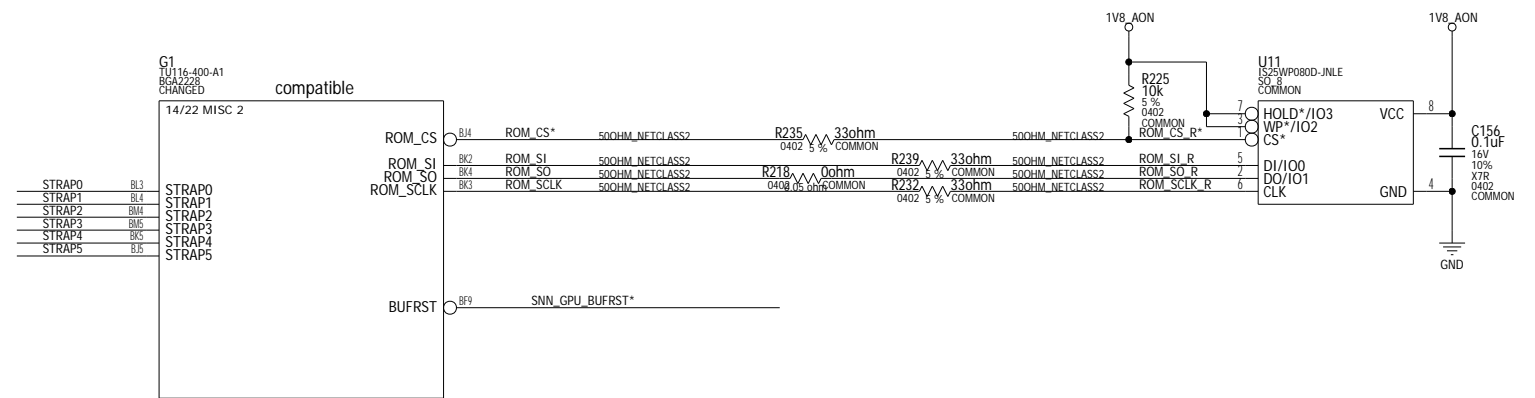 1V8_AON
1V8_AON
G1
TU116-400-A1
BGA2228
CHANGED
compatible
14/22 MISC 2
U11
IS25WP080D-JNLE
SO_8
COMMON
R225
10k
5 %
0402
COMMON
7 HOLD*/IO3
3 WP*/IO2
1 CS*
VCC 8
C156
0.1uF
16V
10%
X7R
0402
COMMON
ROM_CS BJ4 ROM_CS* 50OHM_NETCLASS2 R235 33ohm 50OHM_NETCLASS2 ROM_CS_R*
0402 5 % COMMON
ROM_SI BK2 ROM_SI 50OHM_NETCLASS2 R239 33ohm 50OHM_NETCLASS2 ROM_SI_R 5 DI/IO0
0402 5 % COMMON
ROM_SO BK4 ROM_SO 50OHM_NETCLASS2 R218 0ohm 50OHM_NETCLASS2 ROM_SO_R 2 DO/IO1
0402 0.05 ohm COMMON
ROM_SCLK BK3 ROM_SCLK 50OHM_NETCLASS2 R232 33ohm 50OHM_NETCLASS2 ROM_SCLK_R 6 CLK
0402 5 % COMMON
GND 4
GND
STRAP0 BL3 STRAP0
STRAP1 BL4 STRAP1
STRAP2 BM4 STRAP2
STRAP3 BM5 STRAP3
STRAP4 BK5 STRAP4
STRAP5 BJ5 STRAP5
BUFRST BF9 SNN_GPU_BUFRST*